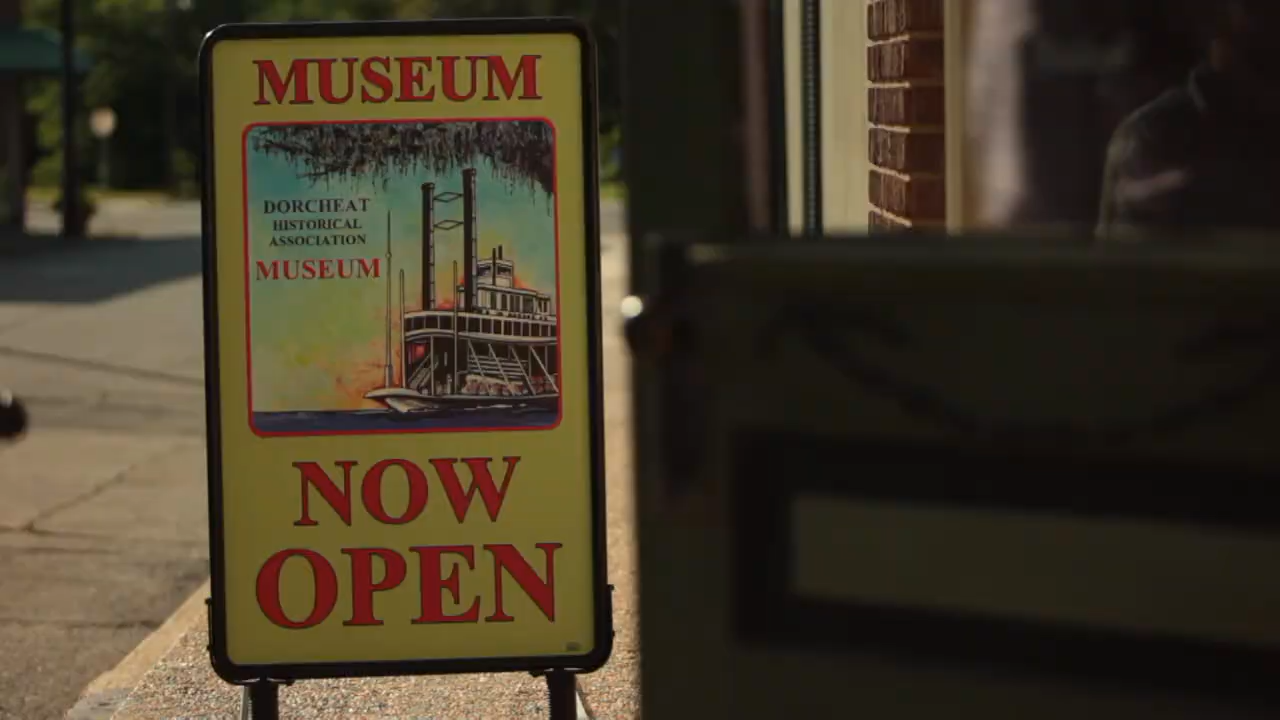 MUSEUM
DORCHEAT
HISTORICAL
ASSOCIATION
MUSEUM
NOW
OPEN